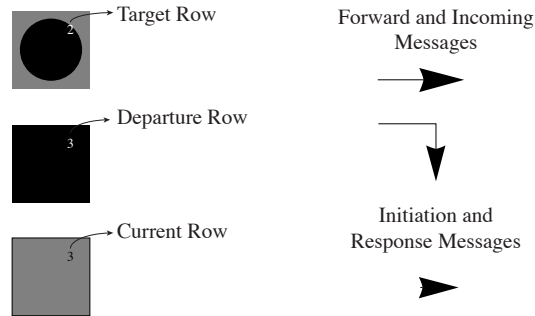 2
Target Row
3
Departure Row
3
Current Row
Forward and Incoming
Messages
Initiation and
Response Messages